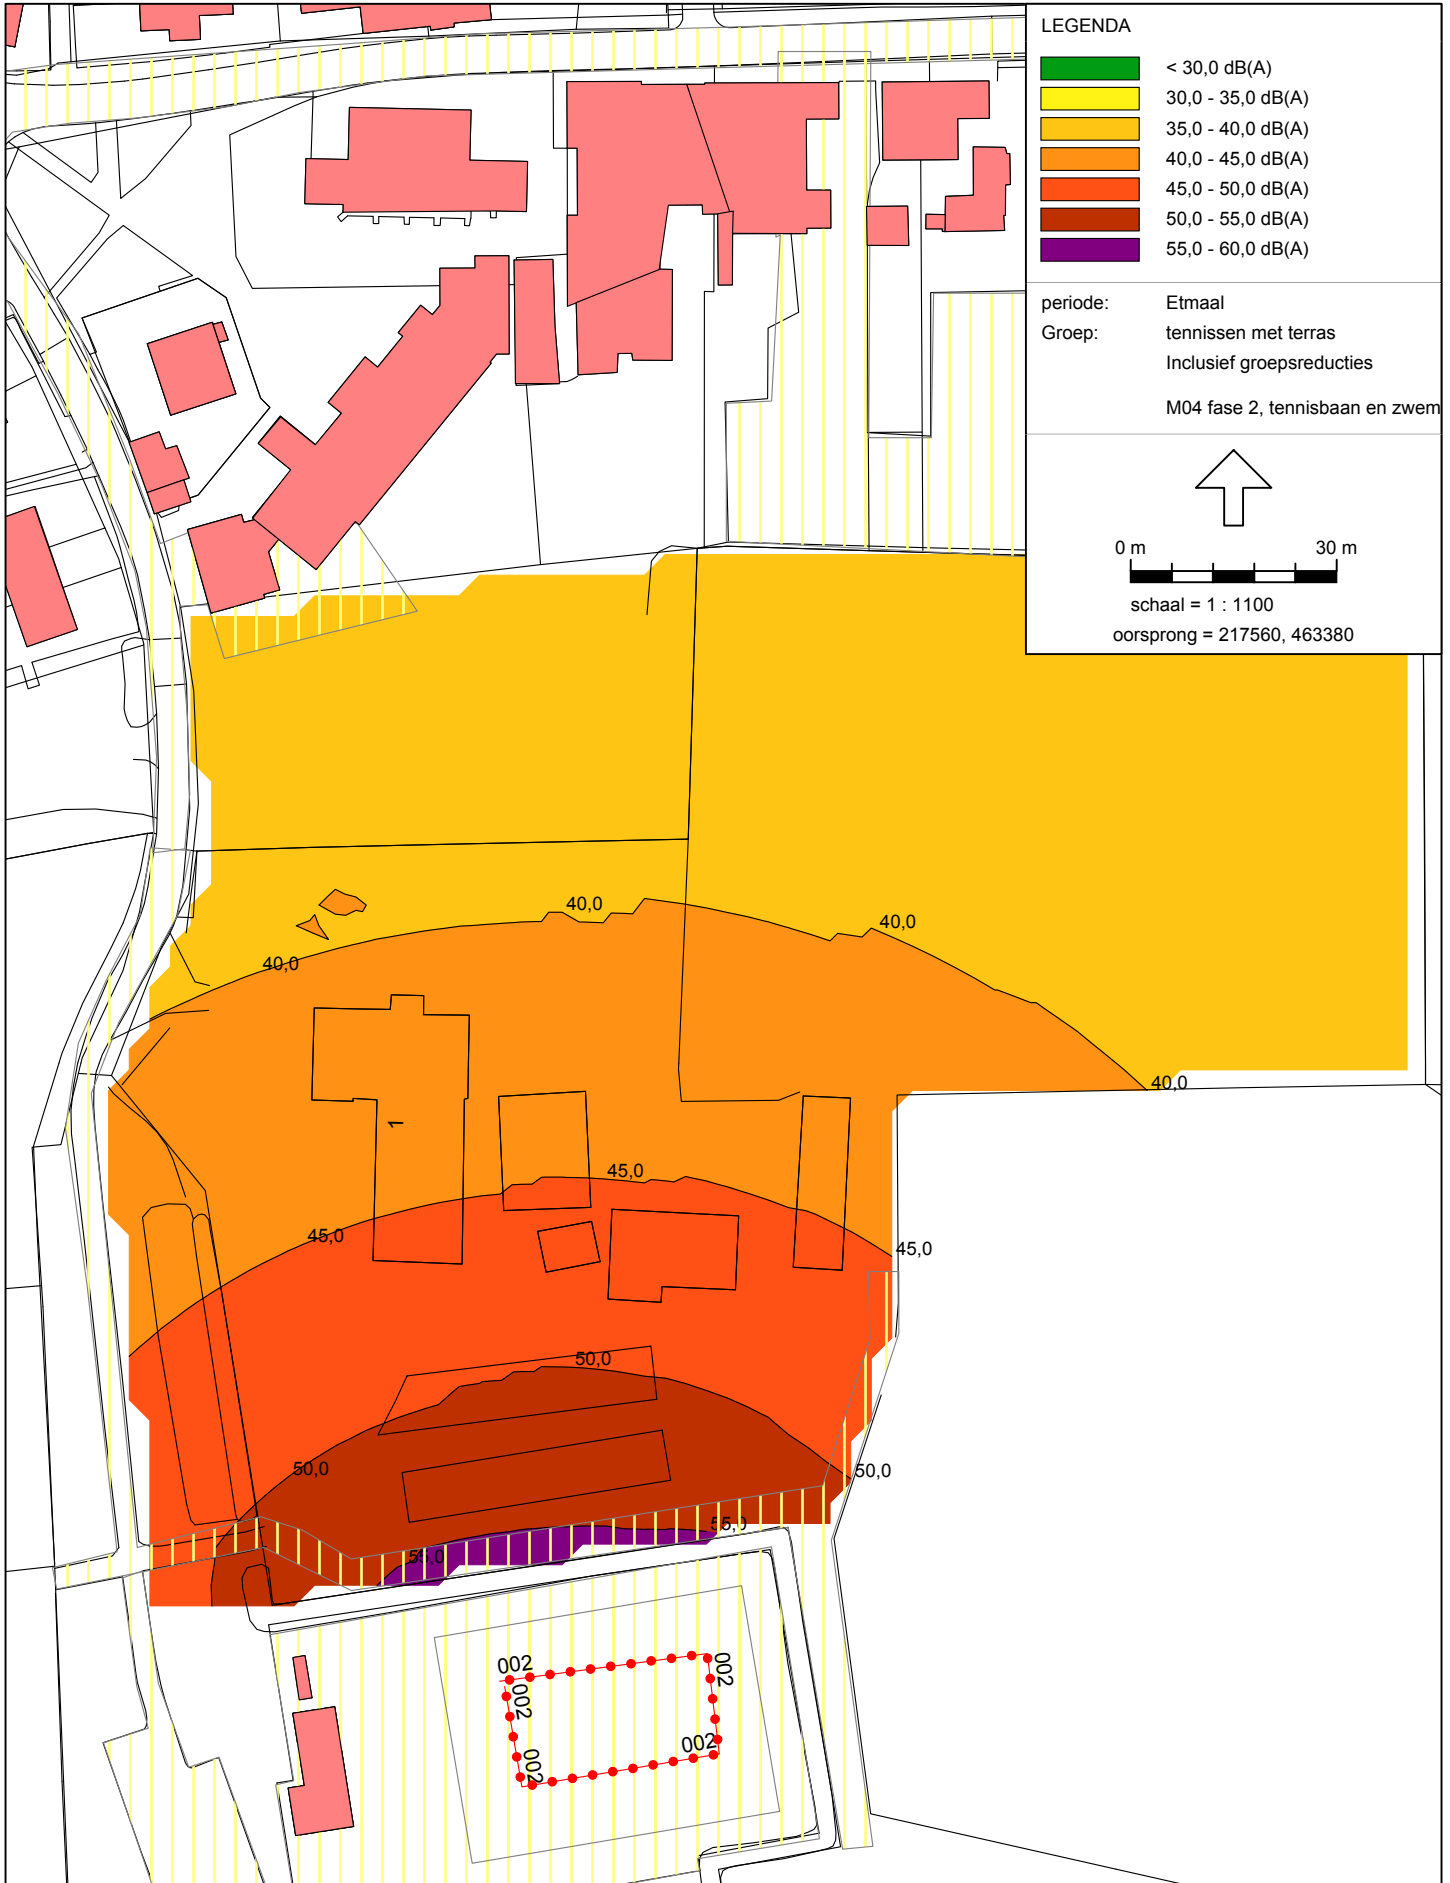 LEGENDA
< 30,0 dB(A)
30,0 - 35,0 dB(A)
35,0 - 40,0 dB(A)
40,0 - 45,0 dB(A)
45,0 - 50,0 dB(A)
50,0 - 55,0 dB(A)
55,0 - 60,0 dB(A)
periode: Etmaal
Groep: tennissen met terras
Inclusief groepsreducties
M04 fase 2, tennisbaan en zwem
0 m 30 m
schaal = 1 : 1100
oorsprong = 217560, 463380
40,0
40,0
40,0
40,0
1
45,0
45,0
45,0
50,0
50,0
50,0
55,0
55,0
002
002
002
002
002